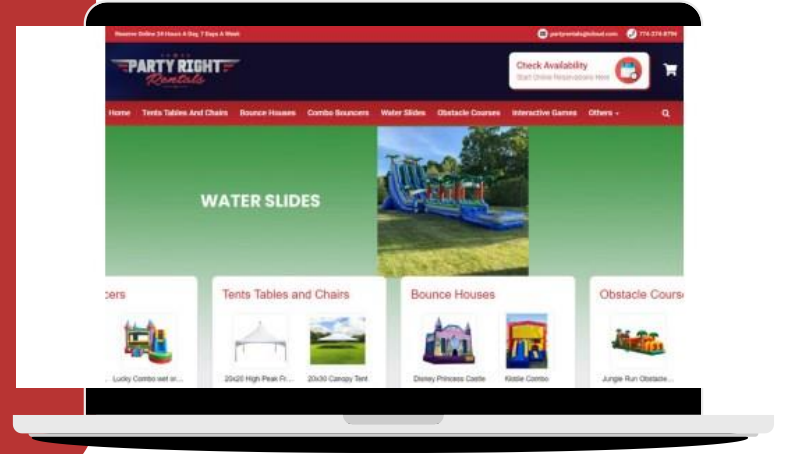 Reserve Online 24 Hours A Day, 7 Days A Week
partyrentals@icloud.com
PARTY RIGHT
Rentals
Check Availability
Start Online Reservations Here
Home Tents Tables And Chairs Bounce Houses Combo Bouncers Water Slides Obstacle Courses Interactive Games Others
WATER SLIDES
cers
Tents Tables and Chairs
Bounce Houses
Obstacle Cours
Lucky Combo wet or...
20x20 High Peak Fr...
20x30 Canopy Tent
Disney Princess Castle
Kiddie Combo
Jungle Run Obstacle...